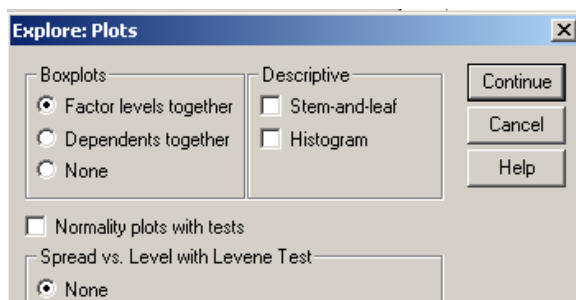 Explore: Plots
Boxplots
Factor levels together
Dependents together
None
Descriptive
Stem-and-leaf
Histogram
Continue
Cancel
Help
Normality plots with tests
Spread vs. Level with Levene Test
None